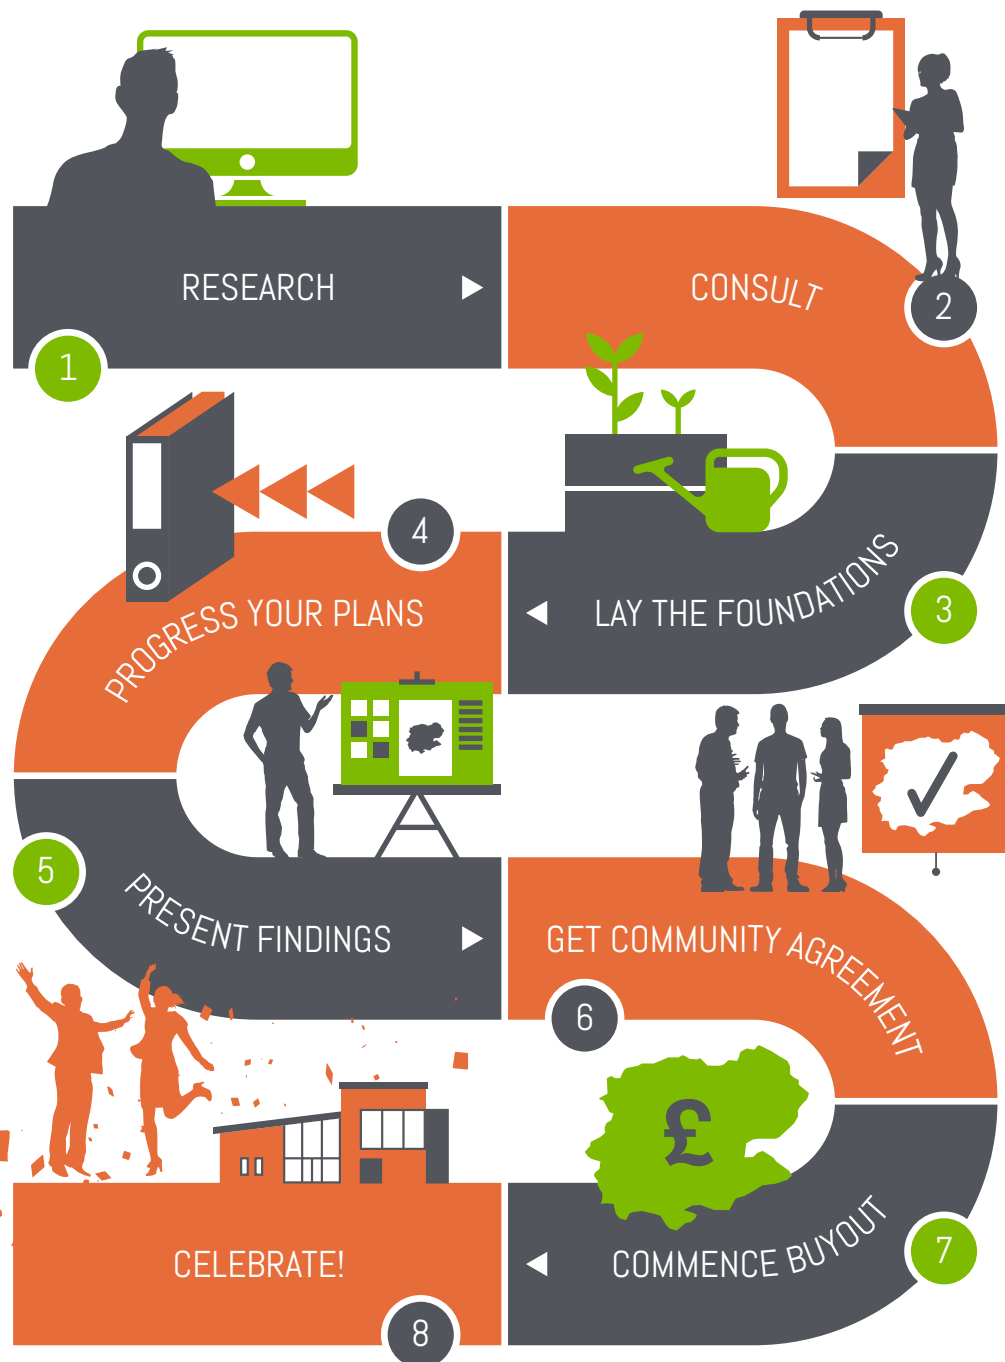 RESEARCH
1
CONSULT
2
LAY THE FOUNDATIONS
3
4
PROGRESS YOUR PLANS
5
PRESENT FINDINGS
GET COMMUNITY AGREEMENT
6
£
COMMENCE BUYOUT
7
CELEBRATE!
8